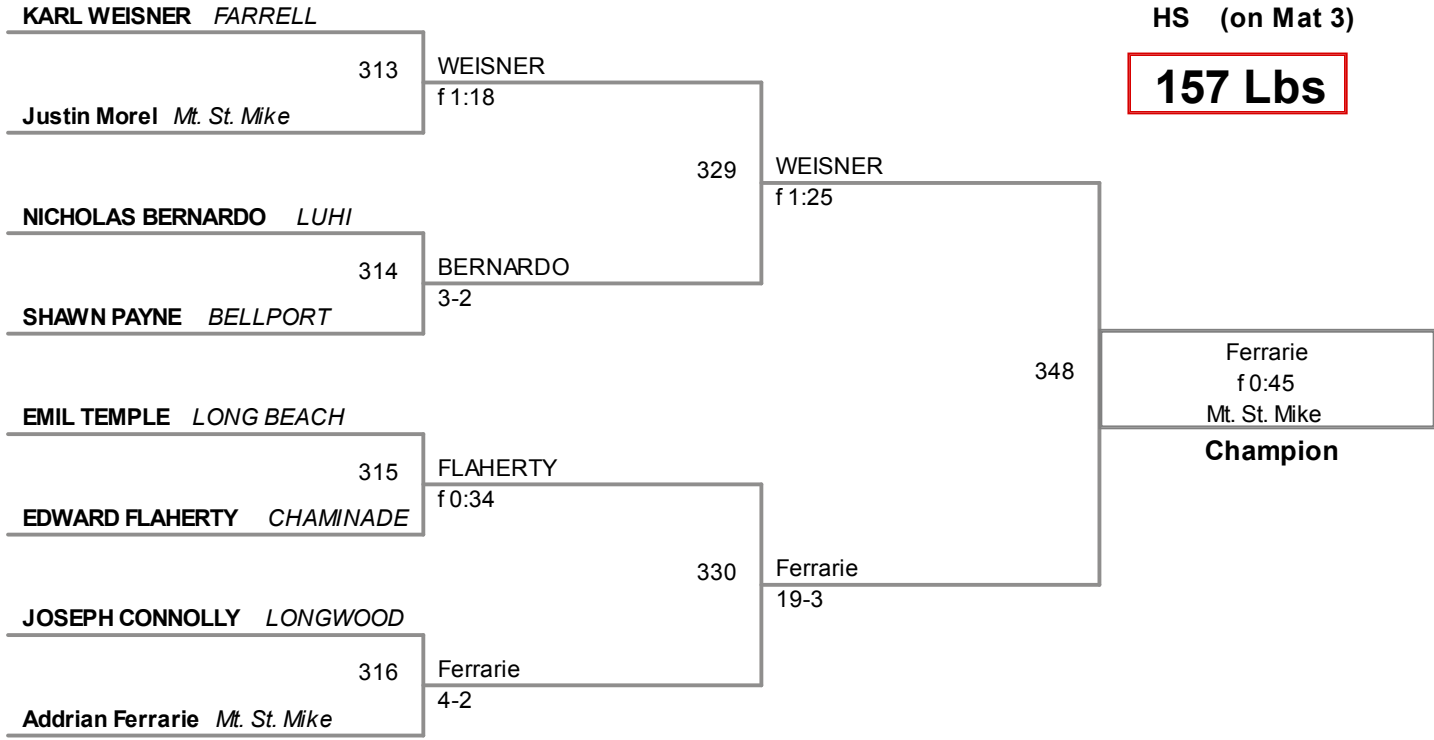 KARL WEISNER FARRELL
HS (on Mat 3)
313
WEISNER
157 Lbs
f 1:18
Justin Morel Mt. St. Mike
329
WEISNER
f 1:25
NICHOLAS BERNARDO LUHI
314
BERNARDO
3-2
SHAWN PAYNE BELLPORT
348
Ferrarie
f 0:45
Mt. St. Mike
Champion
EMIL TEMPLE LONG BEACH
315
FLAHERTY
f 0:34
EDWARD FLAHERTY CHAMINADE
330
Ferrarie
19-3
JOSEPH CONNOLLY LONGWOOD
316
Ferrarie
4-2
Addrian Ferrarie Mt. St. Mike